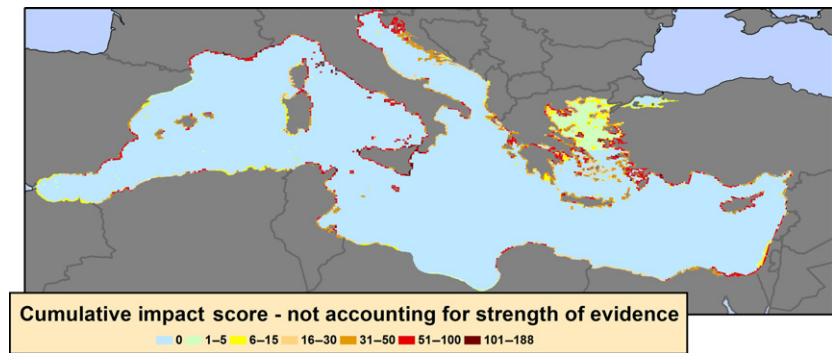 Cumulative impact score - not accounting for strength of evidence
0 1–5 6–15 16–30 31–50 51–100 101–188